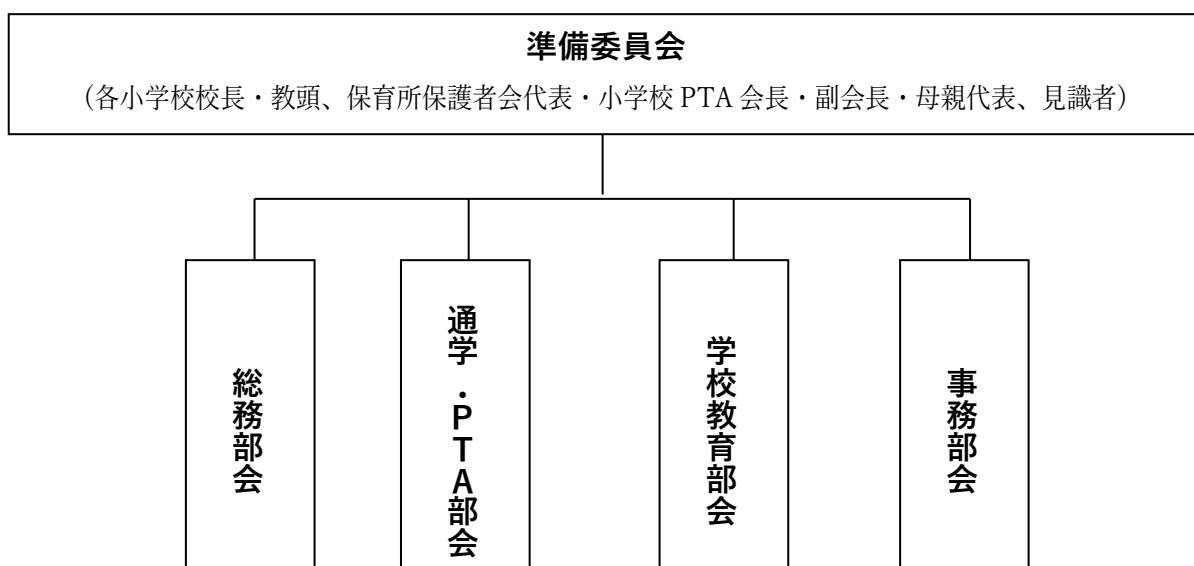 準備委員会
(各小学校校長・教頭、保育所保護者会代表・小学校 PTA 会長・副会長・母親代表、見識者)
総務部会
通学・PTA部会
学校教育部会
事務部会